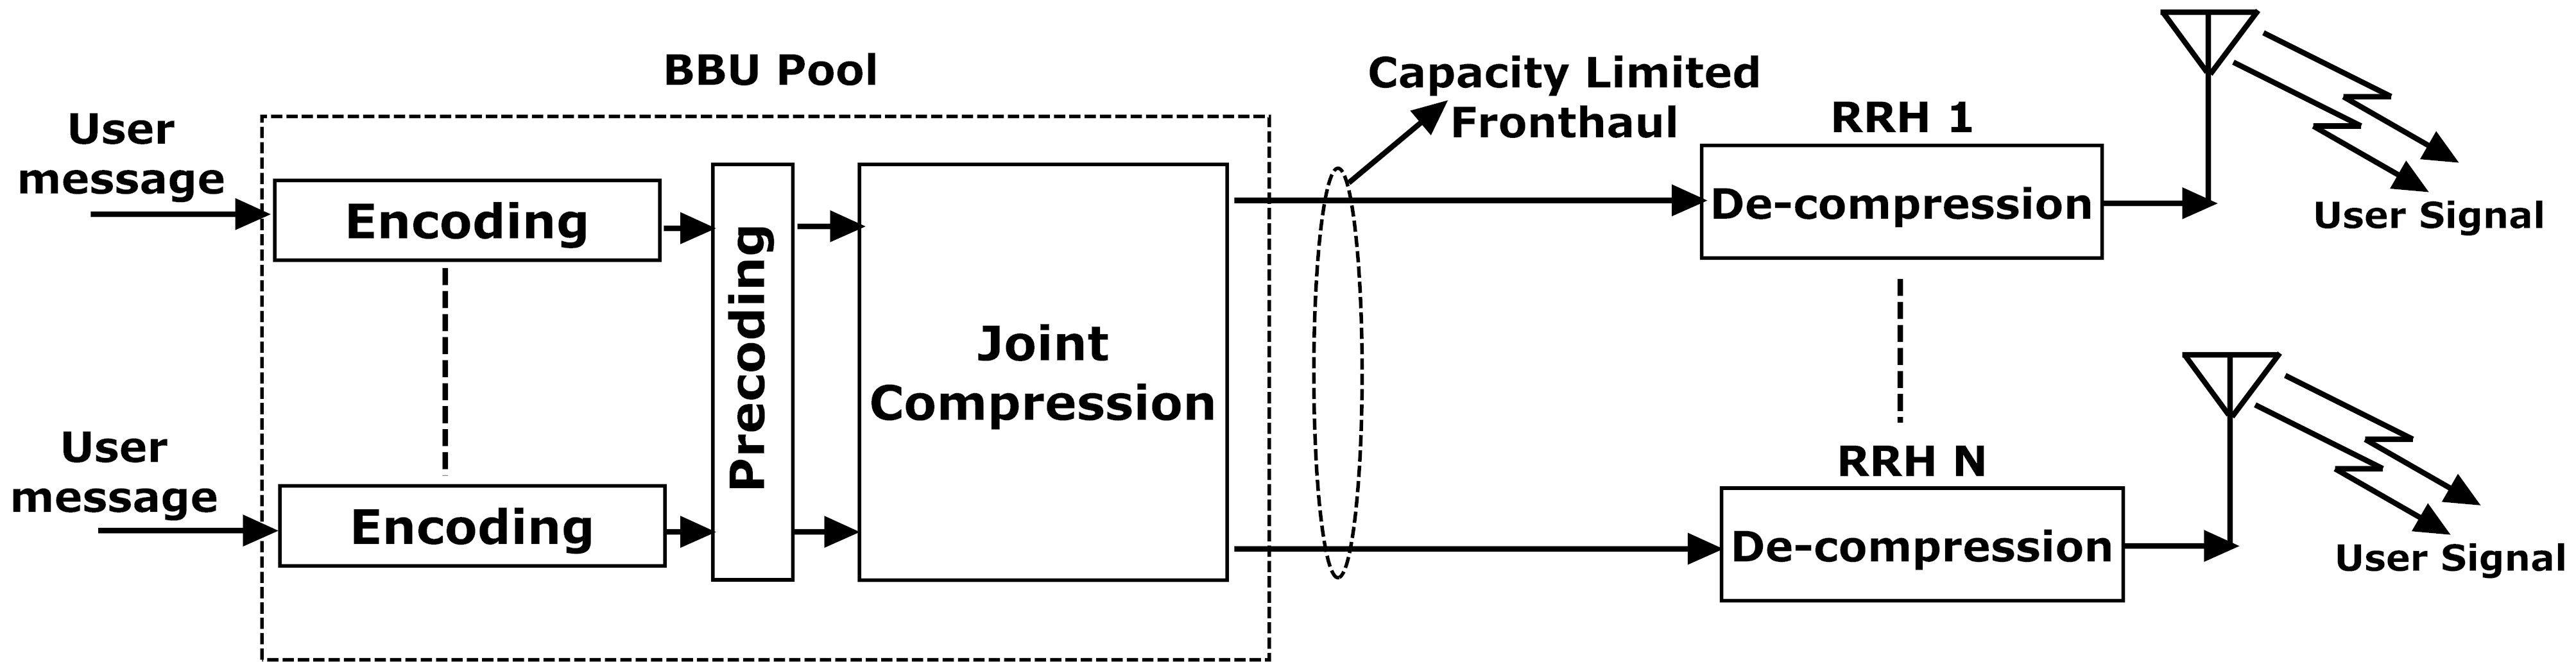 BBU Pool
User
message
Encoding
Precoding
Joint
Compression
Capacity Limited
Fronthaul
RRH 1
De-compression
User Signal
User
message
Encoding
RRH N
De-compression
User Signal